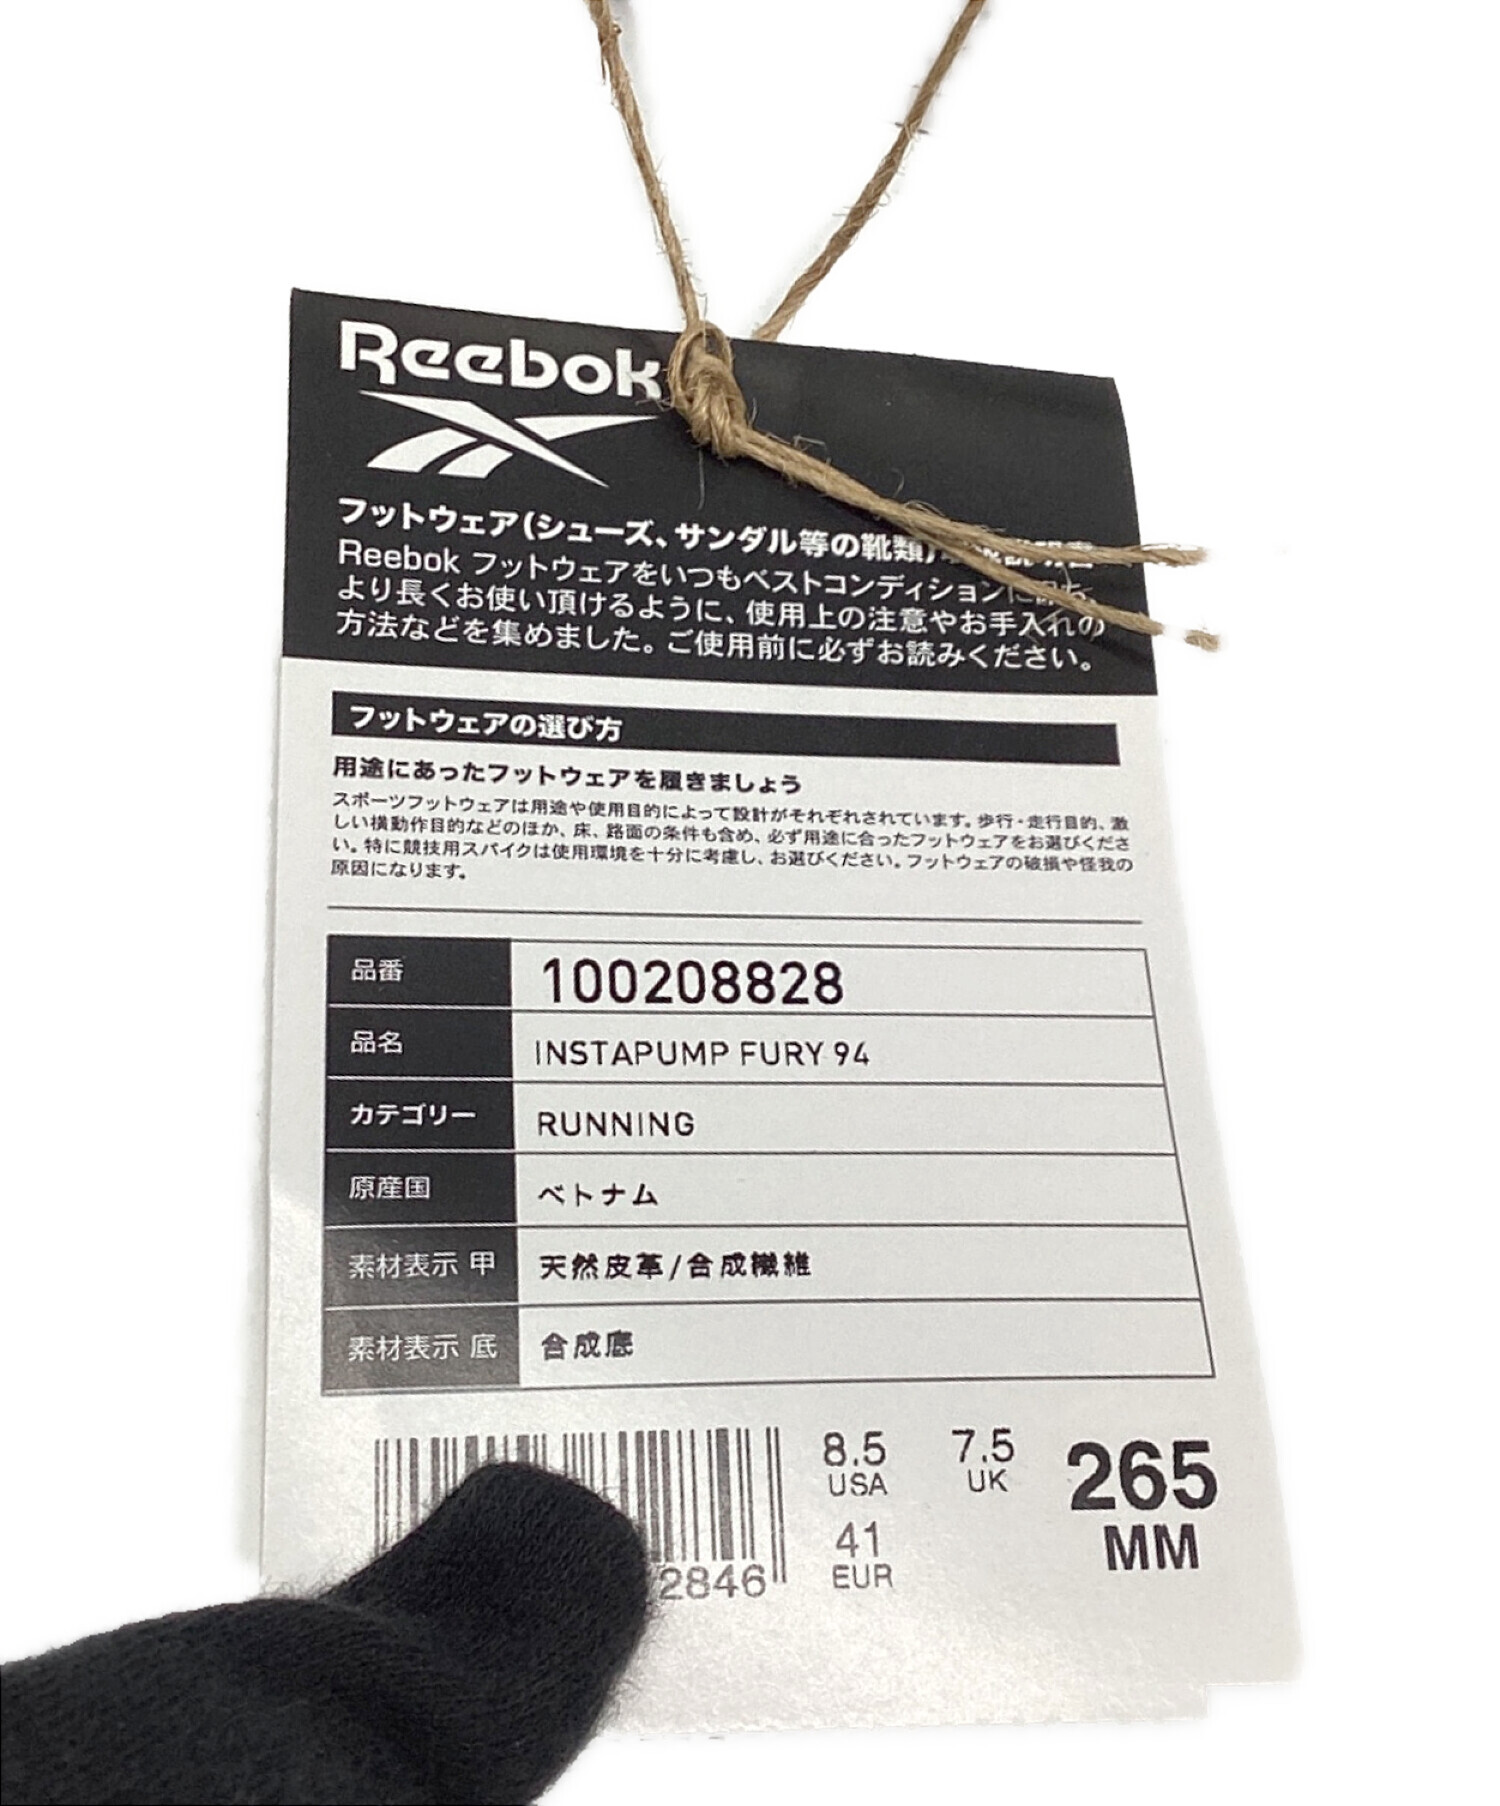 Reebok
フットウェア(シューズ、サンダル等の靴類)
Reebok フットウェアをいつもベストコンディションに
より長くお使い頂けるように、使用上の注意やお手入れの
方法などを集めました。ご使用前に必ずお読みください。
フットウェアの選び方
用途にあったフットウェアを履きましょう
スポーツフットウェアは用途や使用目的によって設計がそれぞれされています。歩行・走行目的、激
しい横動作目的などのほか、床、路面の条件も含め、必ず用途に合ったフットウェアをお選びくださ
い。特に競技用スパイクは使用環境を十分に考慮し、お選びください。フットウェアの破損や怪我の
原因になります。
品番 100208828
品名 INSTAPUMP FURY 94
カテゴリー RUNNING
原産国 ベトナム
素材表示 甲 天然皮革/合成繊維
素材表示 底 合成底
8.5 7.5 265
USA UK MM
41
EUR
2846